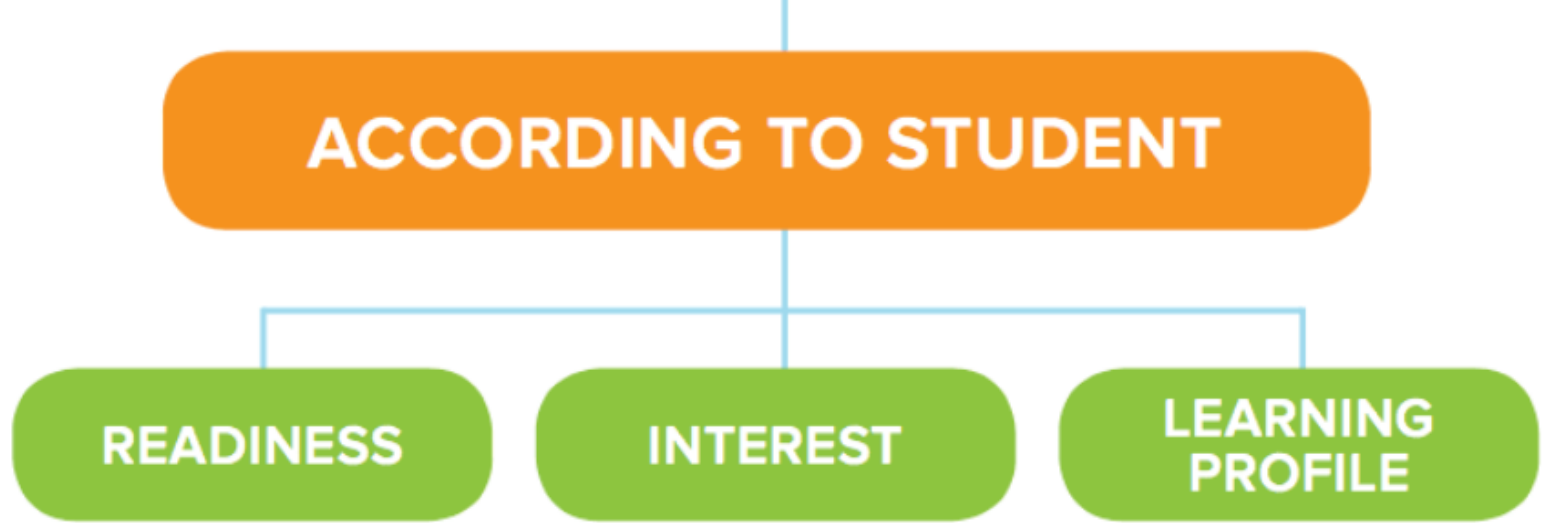 ACCORDING TO STUDENT
READINESS
INTEREST
LEARNING
PROFILE